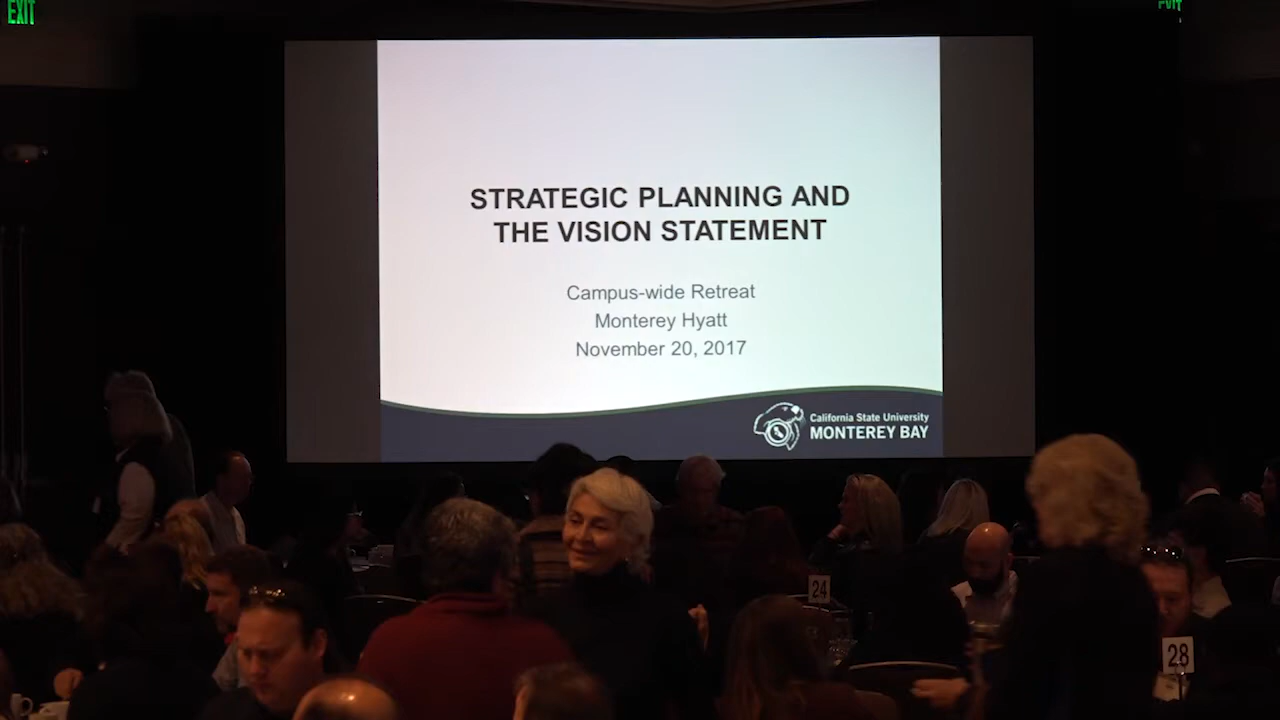 EXIT
EXIT
STRATEGIC PLANNING AND
THE VISION STATEMENT
Campus-wide Retreat
Monterey Hyatt
November 20, 2017
California State University
MONTEREY BAY
24
28